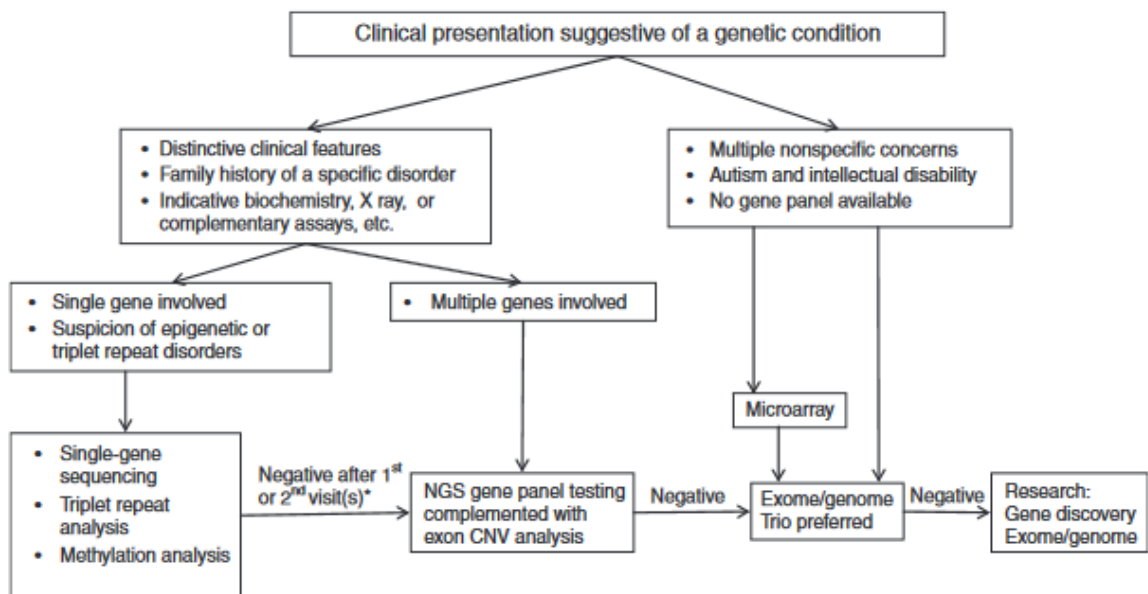 Clinical presentation suggestive of a genetic condition
• Distinctive clinical features
• Family history of a specific disorder
• Indicative biochemistry, X ray, or
complementary assays, etc.
• Multiple nonspecific concerns
• Autism and intellectual disability
• No gene panel available
• Single gene involved
• Suspicion of epigenetic or
triplet repeat disorders
• Multiple genes involved
Microarray
• Single-gene
sequencing
• Triplet repeat
analysis
• Methylation analysis
Negative after 1st
or 2nd visit(s)*
NGS gene panel testing
complemented with
exon CNV analysis
Negative
Exome/genome
Trio preferred
Negative
Research:
Gene discovery
Exome/genome